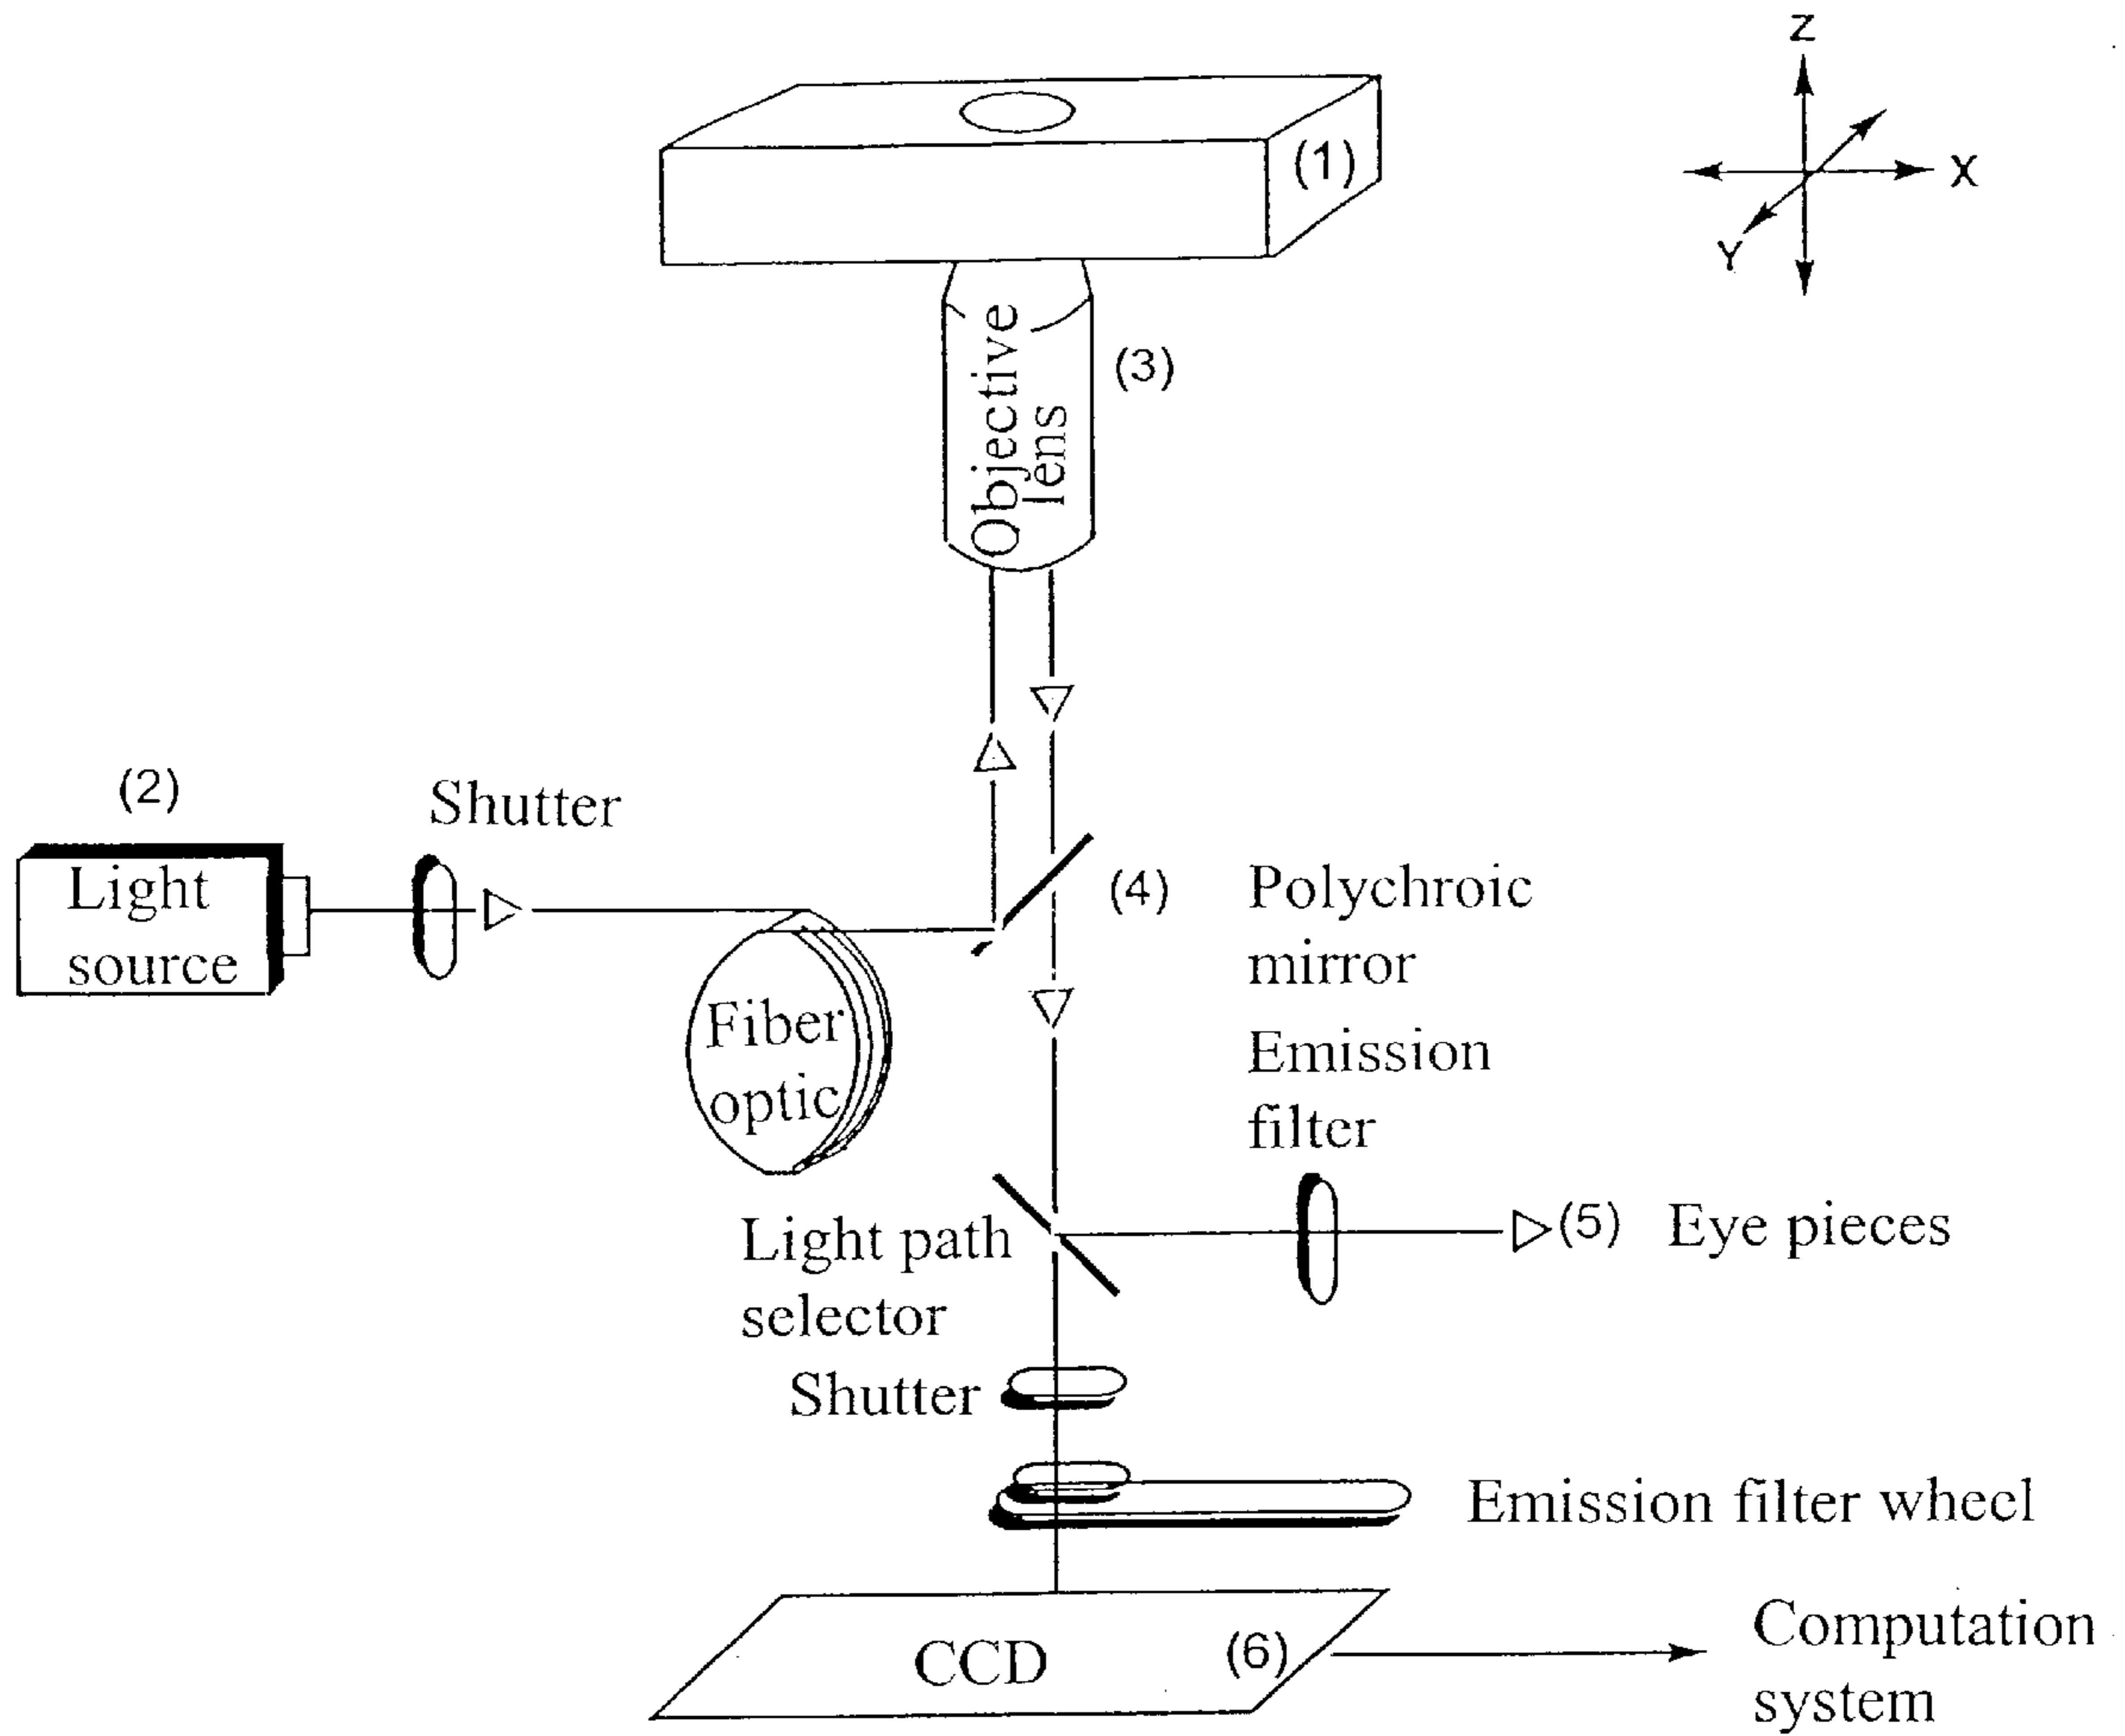 Z
X
Y
(1)
Objective
lens
(3)
(2)
Shutter
Light
source
(4)
Polychroic
mirror
Fiber
optic
Emission
filter
Light path
selector
(5)
Eye pieces
Shutter
Emission filter wheel
CCD
(6)
Computation
system